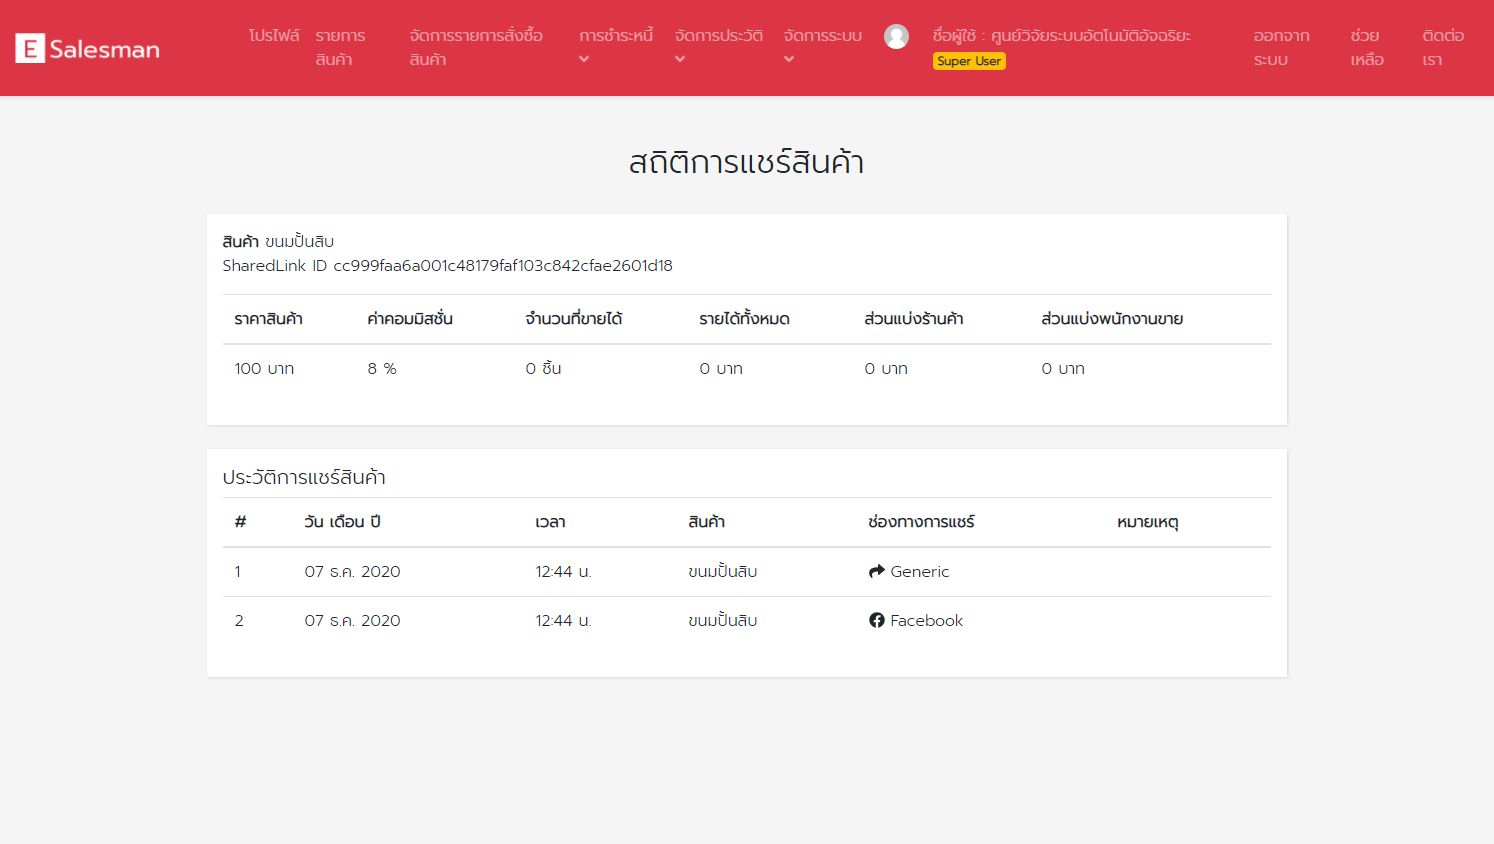 E Salesman
โปรไฟล์
รายการ
สินค้า
จัดการรายการสั่งซื้อ
สินค้า
การชำระหนี้
จัดการประวัติ
จัดการระบบ
ชื่อผู้ใช้ : ศูนย์วิจัยระบบอัตโนมัติอัจฉริยะ
Super User
ออกจาก
ระบบ
ช่วย
เหลือ
ติดต่อ
เรา
สถิติการแชร์สินค้า
สินค้า ขนมปั้นสิบ
SharedLink ID cc999faa6a001c48179faf103c842cfae2601d18
ราคาสินค้า ค่าคอมมิสชั่น จำนวนที่ขายได้ รายได้ทั้งหมด ส่วนแบ่งร้านค้า ส่วนแบ่งพนักงานขาย
100 บาท 8 % 0 ชิ้น 0 บาท 0 บาท 0 บาท
ประวัติการแชร์สินค้า
# วัน เดือน ปี เวลา สินค้า ช่องทางการแชร์ หมายเหตุ
1 07 ธ.ค. 2020 12:44 น. ขนมปั้นสิบ Generic
2 07 ธ.ค. 2020 12:44 น. ขนมปั้นสิบ Facebook